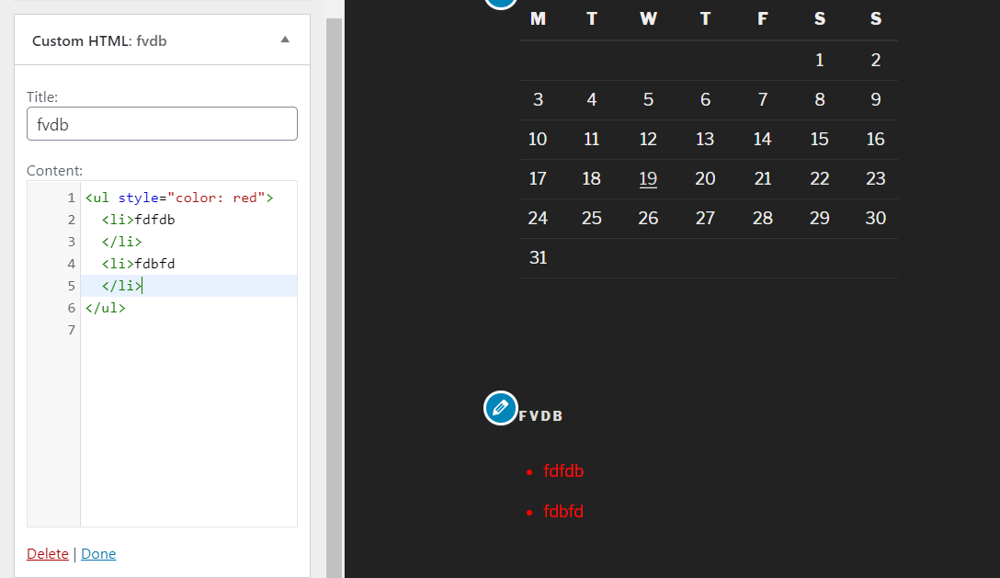 Custom HTML: fvdb
Title:
fvdb
Content:
1 <ul style="color: red">
2 <li>fdfdb
3 </li>
4 <li>fdbfd
5 </li>
6 </ul>
7
Delete | Done
M T W T F S S
1 2
3 4 5 6 7 8 9
10 11 12 13 14 15 16
17 18 19 20 21 22 23
24 25 26 27 28 29 30
31
FVDB
• fdfdb
• fdbfd